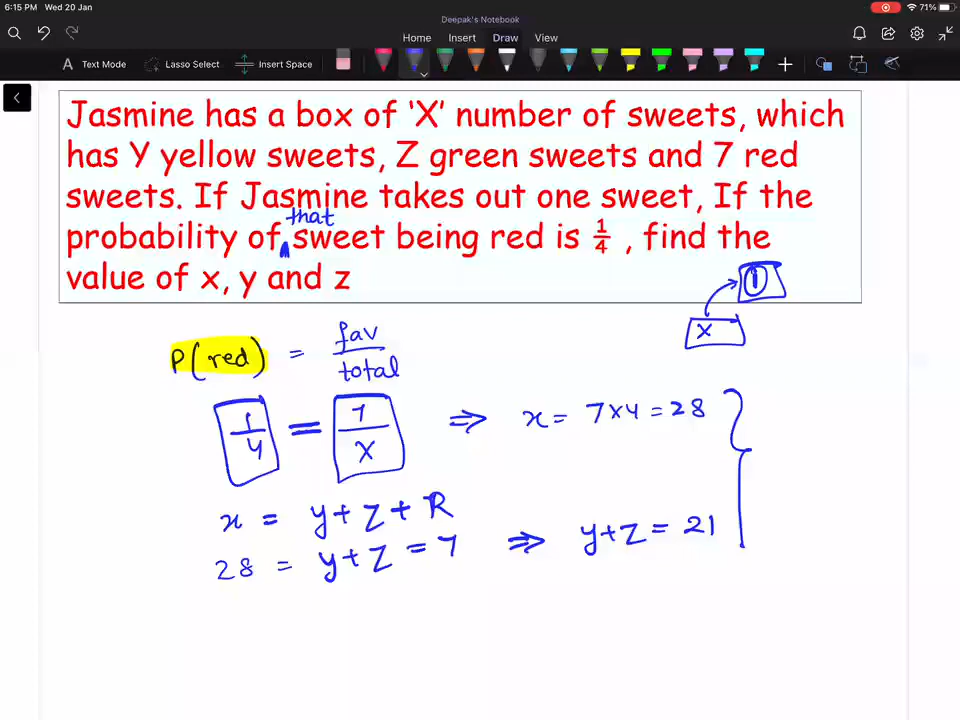 6:15 PM Wed 20 Jan
71%
Deepak's Notebook
Home Insert Draw View
Text Mode Lasso Select Insert Space
Jasmine has a box of 'X' number of sweets, which
has Y yellow sweets, Z green sweets and 7 red
sweets. If Jasmine takes out one sweet, If the
that
probability of sweet being red is 1/4 , find the
value of x, y and z
1
X
P(red) = fav/total
1/4 = 7/X ⇒ x = 7x4 = 28
x = y+z+R
28 = y+z = 7 ⇒ y+z = 21